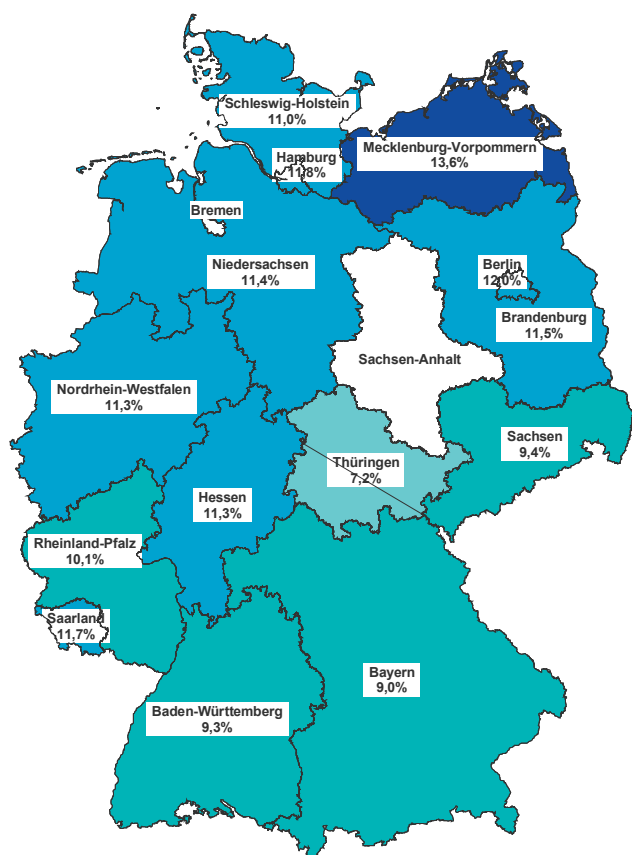 Schleswig-Holstein
11,0%
Hamburg
11,8%
Mecklenburg-Vorpommern
13,6%
Bremen
Niedersachsen
11,4%
Berlin
12,0%
Brandenburg
11,5%
Sachsen-Anhalt
Nordrhein-Westfalen
11,3%
Sachsen
9,4%
Thüringen
7,2%
Hessen
11,3%
Rheinland-Pfalz
10,1%
Saarland
11,7%
Bayern
9,0%
Baden-Württemberg
9,3%